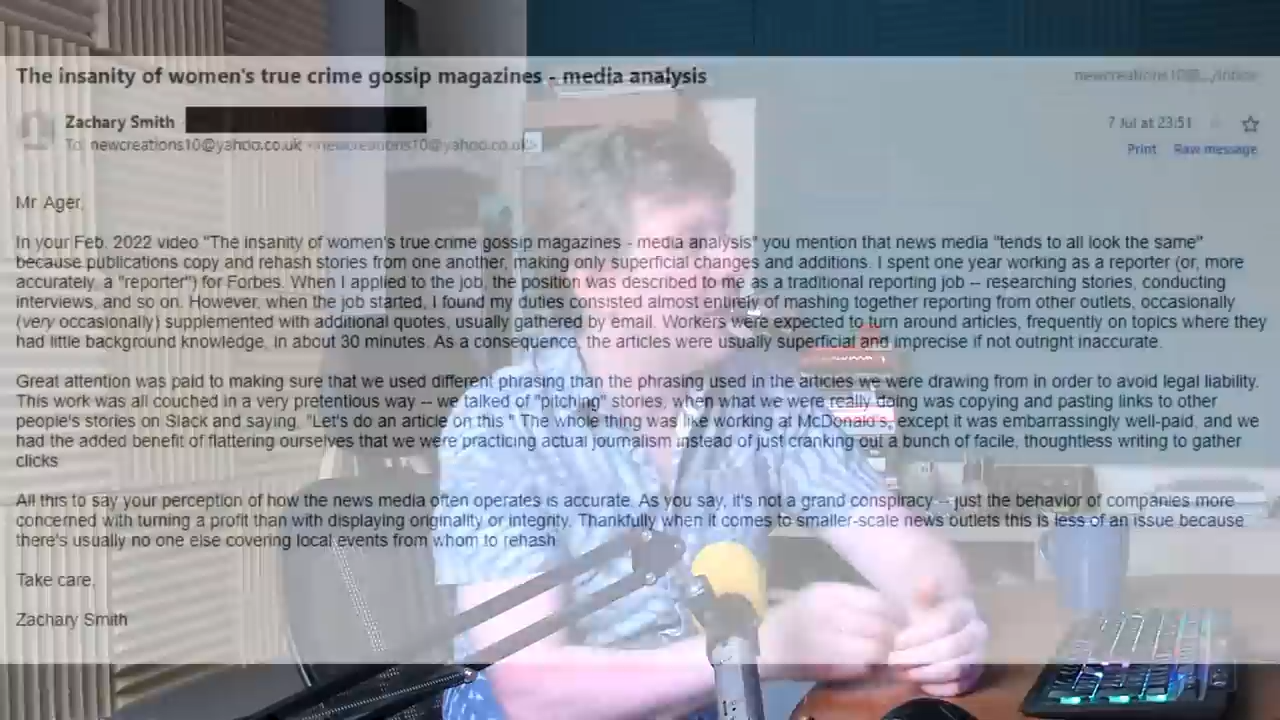 The insanity of women's true crime gossip magazines - media analysis
Zachary Smith
7 Jul at 23:51
To: newcreations10@yahoo.co.uk <newcreations10@yahoo.co.uk>
Print Raw message
Mr Ager,
In your Feb. 2022 video "The insanity of women's true crime gossip magazines - media analysis" you mention that news media "tends to all look the same"
because publications copy and rehash stories from one another, making only superficial changes and additions. I spent one year working as a reporter (or, more
accurately, a "reporter") for Forbes. When I applied to the job, the position was described to me as a traditional reporting job -- researching stories, conducting
interviews, and so on. However, when the job started, I found my duties consisted almost entirely of mashing together reporting from other outlets, occasionally
(very occasionally) supplemented with additional quotes, usually gathered by email. Workers were expected to turn around articles, frequently on topics where they
had little background knowledge, in about 30 minutes. As a consequence, the articles were usually superficial and imprecise if not outright inaccurate.
Great attention was paid to making sure that we used different phrasing than the phrasing used in the articles we were drawing from in order to avoid legal liability.
This work was all couched in a very pretentious way -- we talked of "pitching" stories, when what we were really doing was copying and pasting links to other
people's stories on Slack and saying, "Let's do an article on this." The whole thing was like working at McDonald's, except it was embarrassingly well-paid, and we
had the added benefit of flattering ourselves that we were practicing actual journalism instead of just cranking out a bunch of facile, thoughtless writing to gather
clicks.
All this to say your perception of how the news media often operates is accurate. As you say, it's not a grand conspiracy -- just the behavior of companies more
concerned with turning a profit than with displaying originality or integrity. Thankfully when it comes to smaller-scale news outlets this is less of an issue because
there's usually no one else covering local events from whom to rehash.
Take care,
Zachary Smith